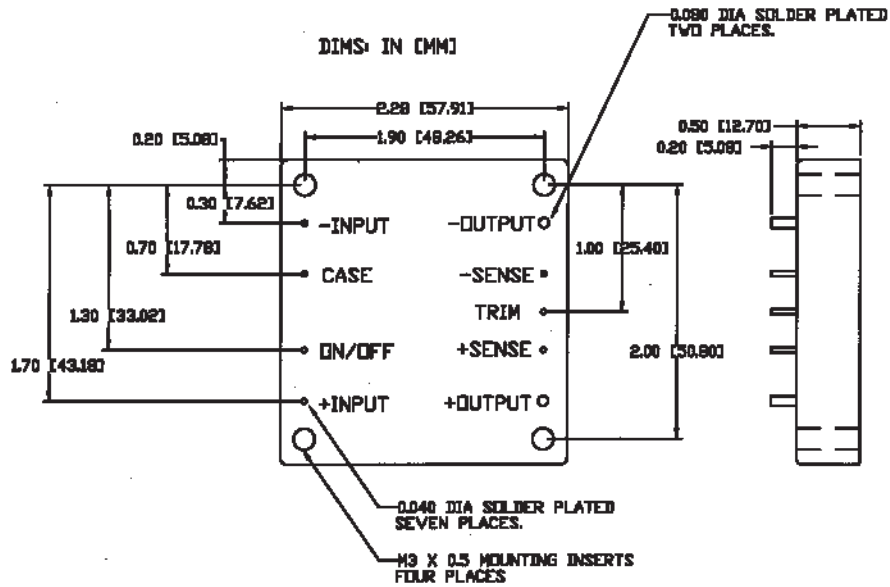 0.080 DIA SOLDER PLATED
TWO PLACES.
DIMS: IN [MM]
2.28 [57.91]
0.50 [12.70]
0.20 [5.08]
1.90 [48.26]
0.20 [5.08]
0.30 [7.62]
-INPUT
-OUTPUT
0.70 [17.78]
1.00 [25.40]
CASE
-SENSE
TRIM
1.30 [33.02]
ON/OFF
+SENSE
2.00 [50.80]
1.70 [43.18]
+INPUT
+OUTPUT
0.040 DIA SOLDER PLATED
SEVEN PLACES.
M3 X 0.5 MOUNTING INSERTS
FOUR PLACES